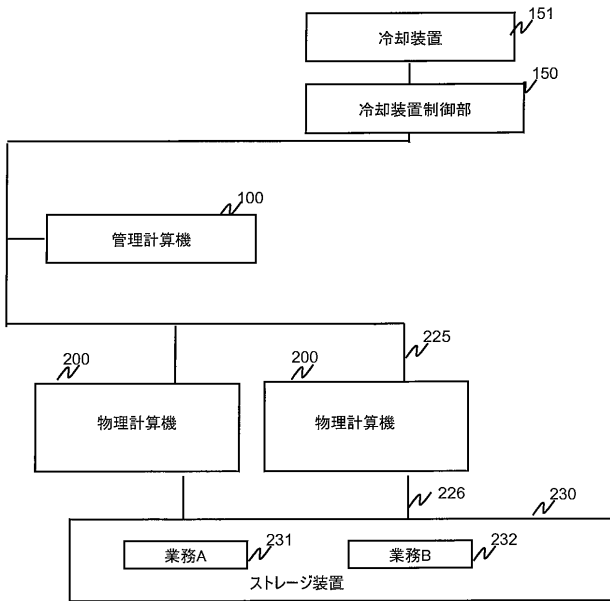 冷却装置
151
150
冷却装置制御部
100
管理計算機
225
200
200
物理計算機
物理計算機
226
230
業務A
231
業務B
232
ストレージ装置